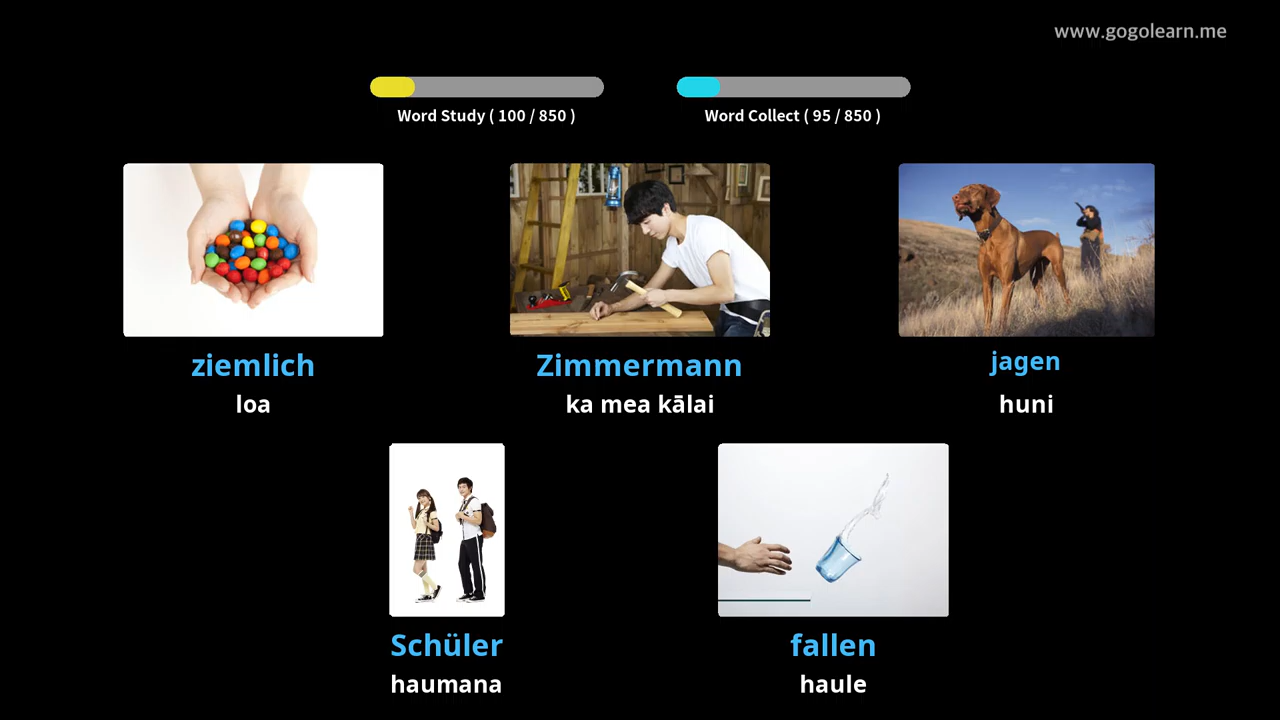 www.gogolearn.me
Word Study ( 100 / 850 )
Word Collect ( 95 / 850 )
ziemlich
loa
Zimmermann
ka mea kālai
jagen
huni
Schüler
haumana
fallen
haule